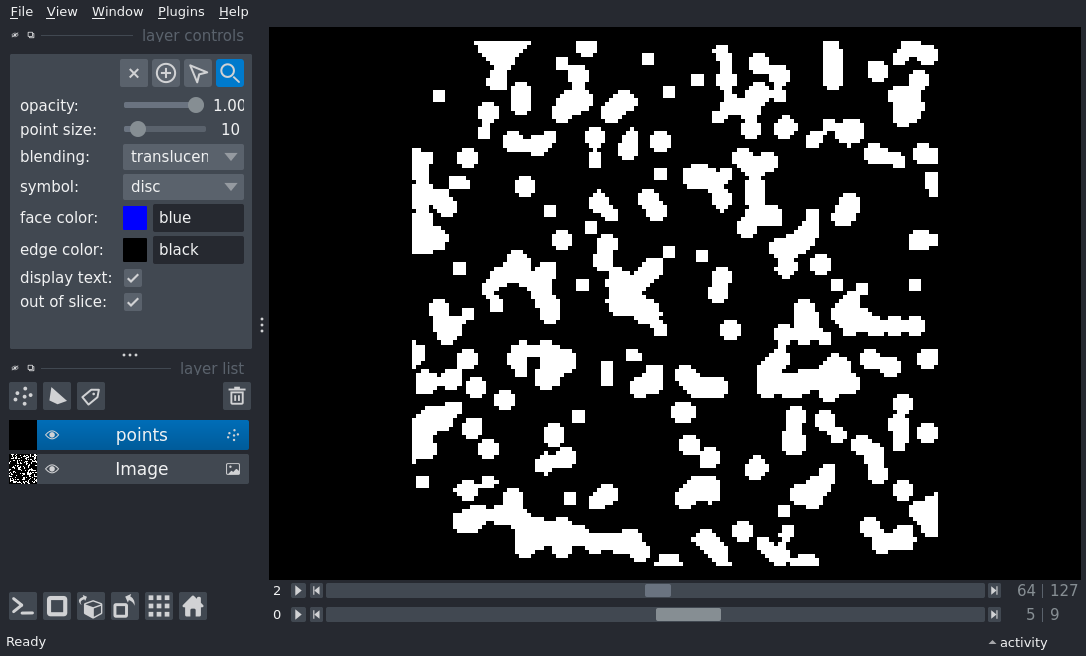 File View Window Plugins Help
layer controls
opacity: 1.00
point size: 10
blending: translucen
symbol: disc
face color: blue
edge color: black
display text:
out of slice:
layer list
points
Image
2 64 127
0 5 9
Ready activity